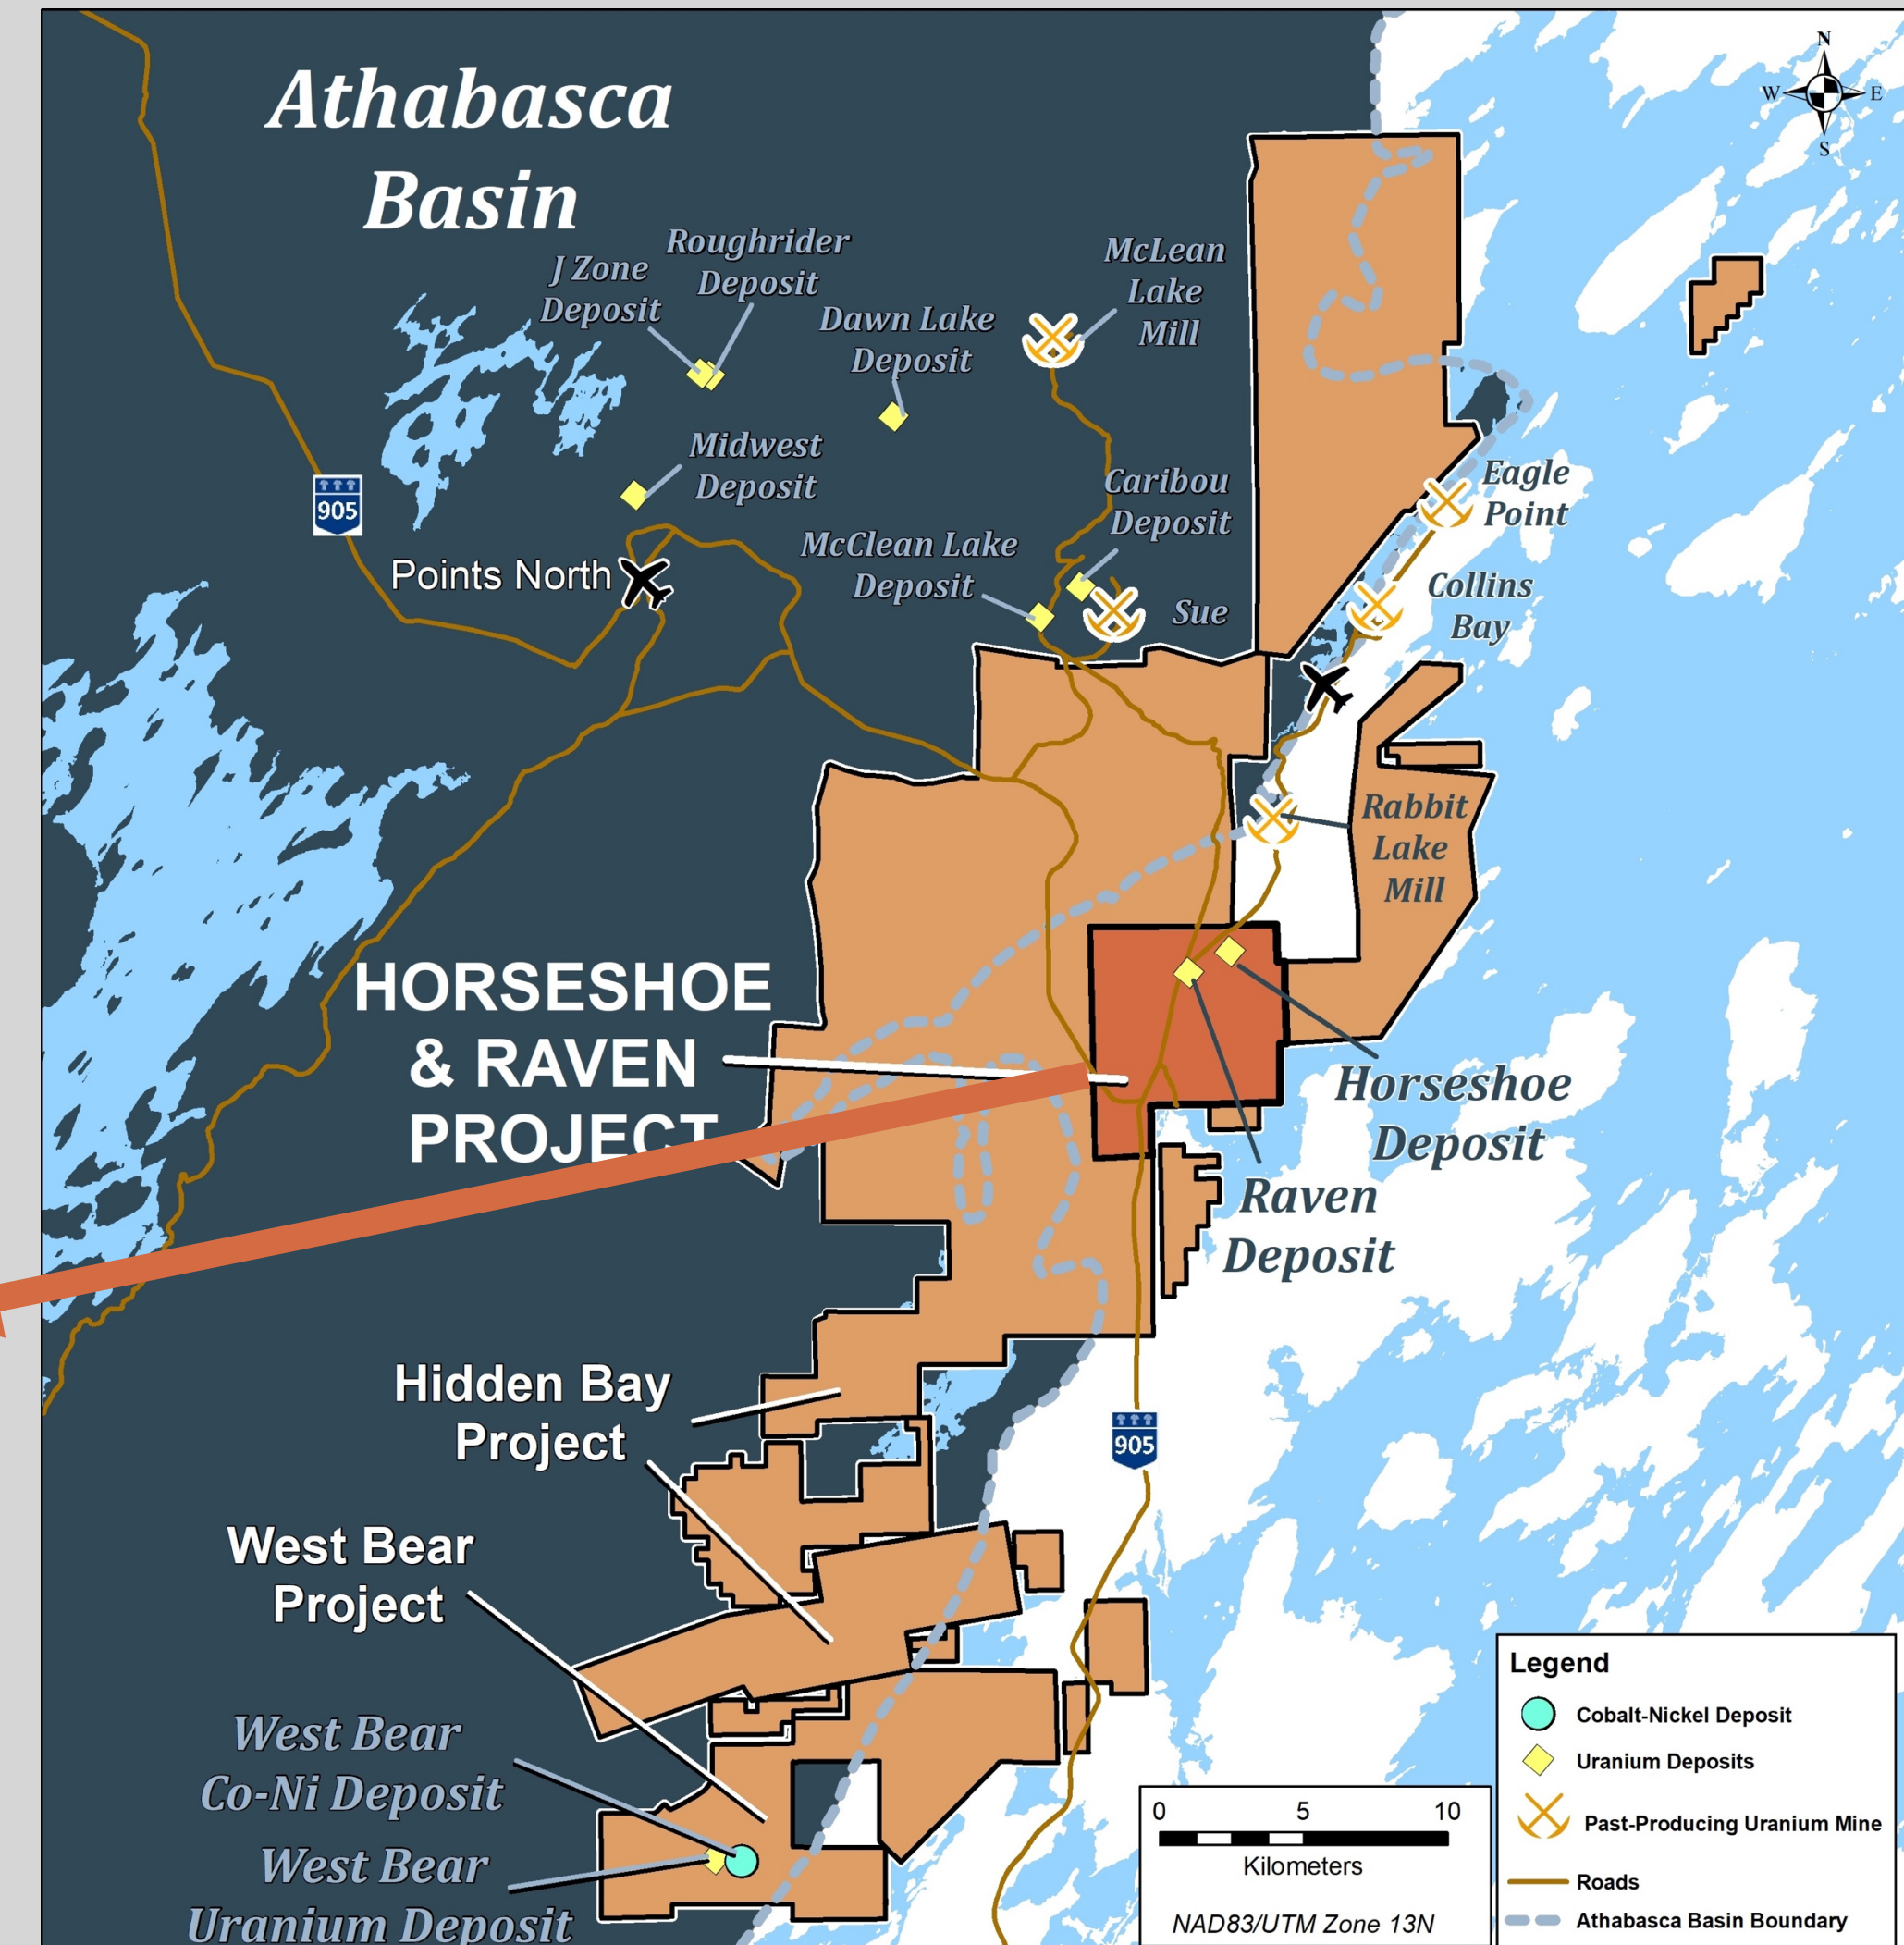 Athabasca
Basin
N
W
E
S
Roughrider
Deposit
J Zone
Deposit
Dawn Lake
Deposit
McLean
Lake
Mill
Midwest
Deposit
Caribou
Deposit
Eagle
Point
905
Points North
McClean Lake
Deposit
Sue
Collins
Bay
Rabbit
Lake
Mill
HORSESHOE
& RAVEN
PROJECT
Horseshoe
Deposit
Raven
Deposit
Hidden Bay
Project
905
West Bear
Project
West Bear
Co-Ni Deposit
West Bear
Uranium Deposit
0 5 10
Kilometers
NAD83/UTM Zone 13N
Legend
Cobalt-Nickel Deposit
Uranium Deposits
Past-Producing Uranium Mine
Roads
Athabasca Basin Boundary